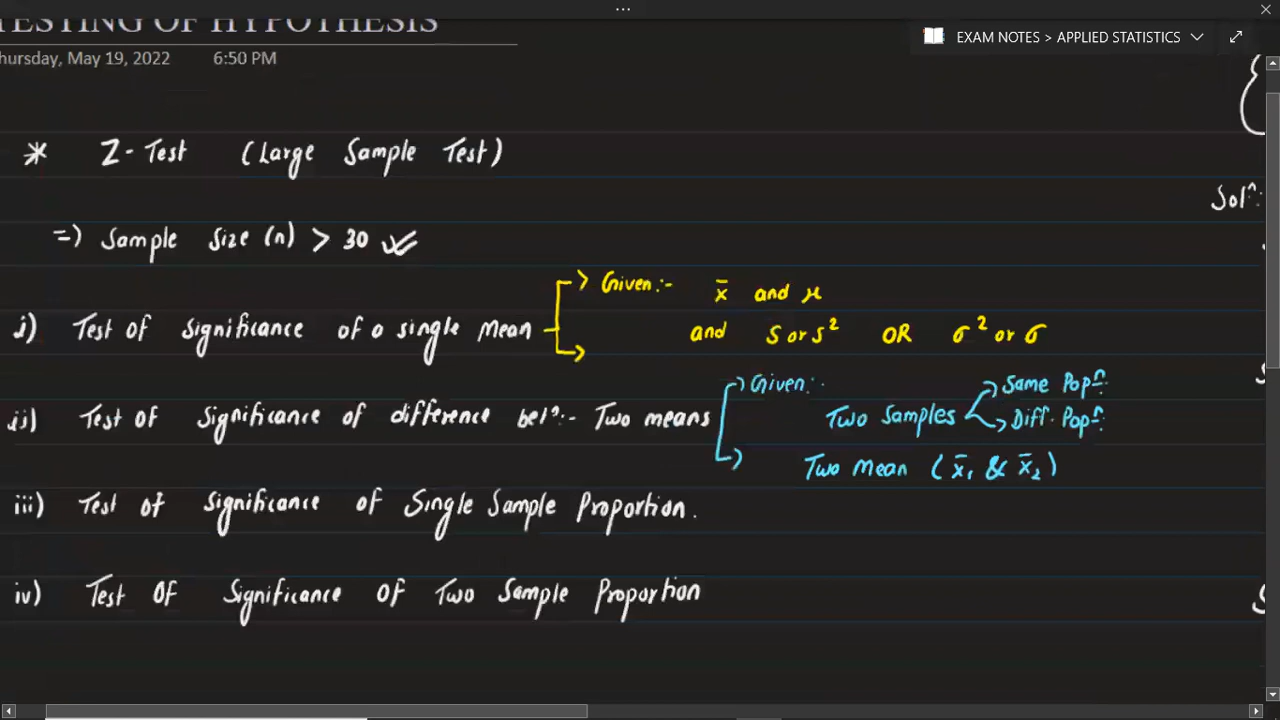 TESTING OF HYPOTHESIS
EXAM NOTES > APPLIED STATISTICS
hursday, May 19, 2022 6:50 PM
* Z-Test (Large Sample Test)
Solⁿ:
=) Sample Size (n) > 30
Given:- x̄ and μ
i) Test of significance of a single Mean
and S or s² OR σ² or σ
Given:- Same Popⁿ.
ii) Test of Significance of difference betⁿ:- Two means
Two Samples Diff. Popⁿ.
Two Mean (x̄₁ & x̄₂)
iii) Test of Significance of Single Sample Proportion.
iv) Test Of Significance Of Two Sample Proportion